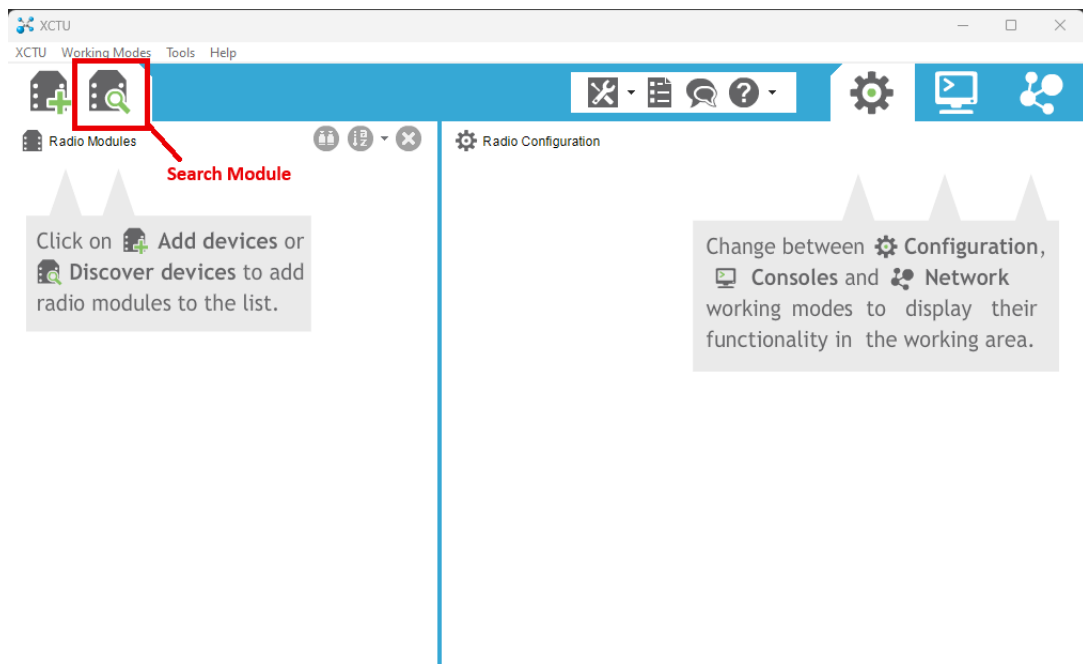 XCTU
XCTU Working Modes Tools Help
Radio Modules
Radio Configuration
Search Module
Click on Add devices or
Discover devices to add
radio modules to the list.
Change between Configuration,
Consoles and Network
working modes to display their
functionality in the working area.